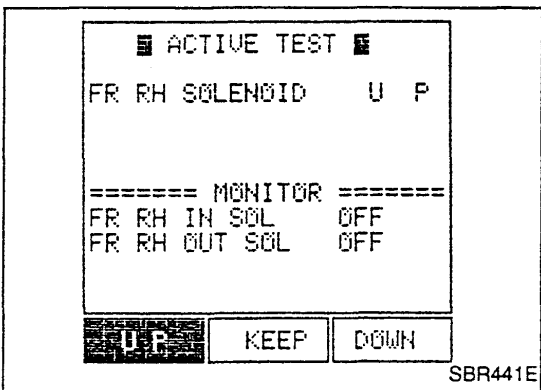 ACTIVE TEST
FR RH SOLENOID U P
======= MONITOR =======
FR RH IN SOL OFF
FR RH OUT SOL OFF
U P KEEP DOWN
SBR441E